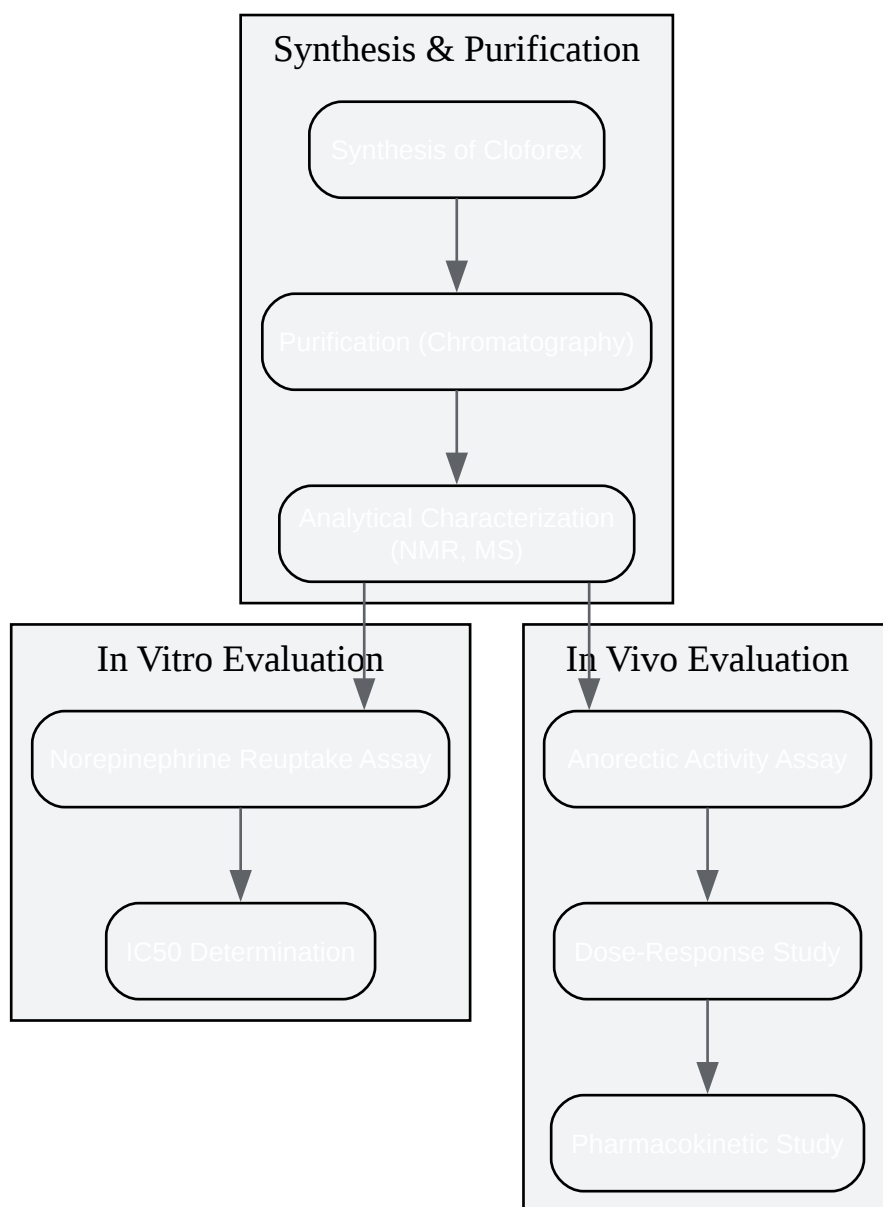 Synthesis & Purification
Synthesis of Cloforex
Purification (Chromatography)
Analytical Characterization
(NMR, MS)
In Vitro Evaluation
Norepinephrine Reuptake Assay
IC50 Determination
In Vivo Evaluation
Anorectic Activity Assay
Dose-Response Study
Pharmacokinetic Study